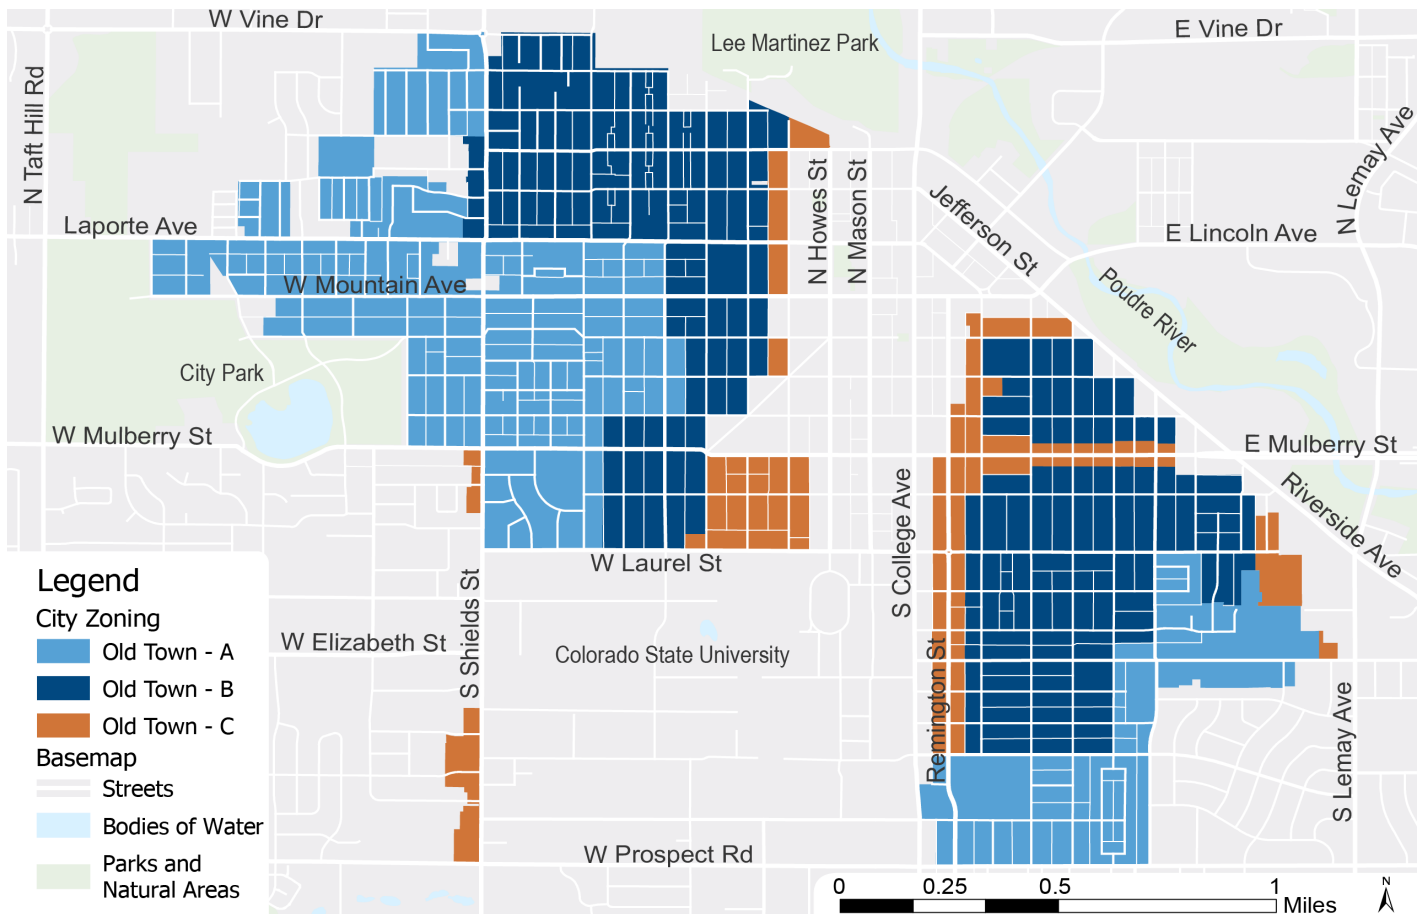 W Vine Dr
E Vine Dr
Lee Martinez Park
N Taft Hill Rd
N Lemay Ave
Laporte Ave
N Howes St
N Mason St
Jefferson St
E Lincoln Ave
W Mountain Ave
Poudre River
City Park
W Mulberry St
E Mulberry St
S College Ave
Riverside Ave
W Laurel St
S Shields St
W Elizabeth St
Colorado State University
Remington St
S Lemay Ave
W Prospect Rd
Legend
City Zoning
Old Town - A
Old Town - B
Old Town - C
Basemap
Streets
Bodies of Water
Parks and
Natural Areas
0 0.25 0.5 1
Miles
N